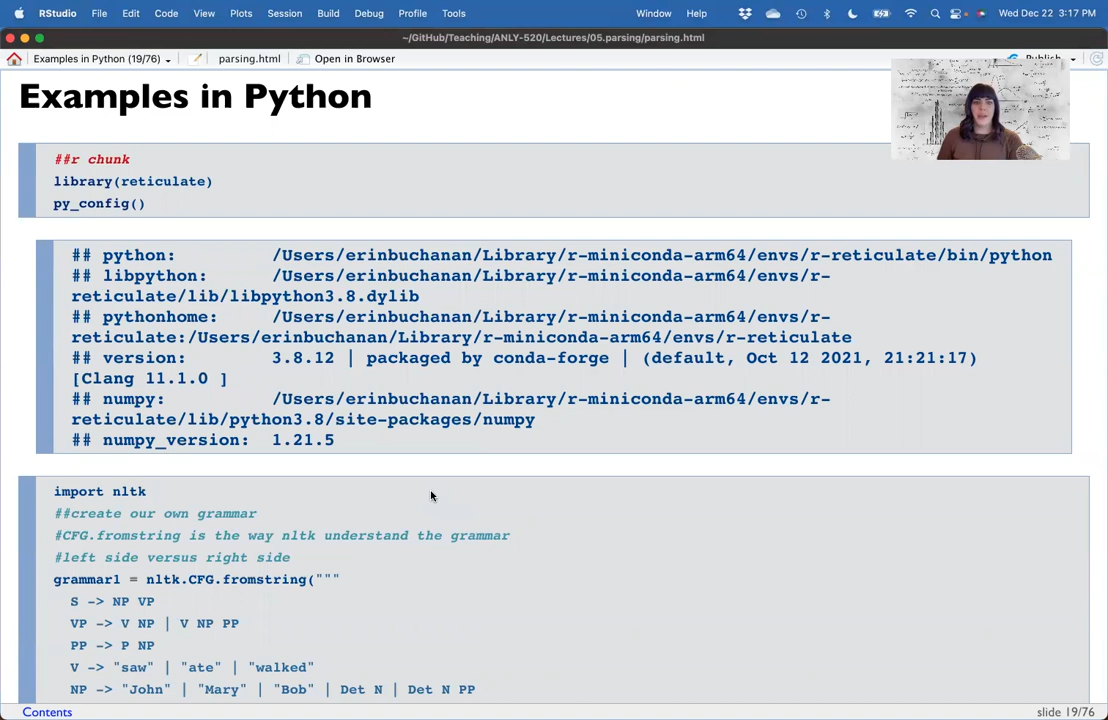 RStudio File Edit Code View Plots Session Build Debug Profile Tools Window Help Wed Dec 22 3:17 PM
~/GitHub/Teaching/ANLY-520/Lectures/05.parsing/parsing.html
Examples in Python (19/76) parsing.html Open in Browser Publish
Examples in Python
##r chunk
library(reticulate)
py_config()
## python: /Users/erinbuchanan/Library/r-miniconda-arm64/envs/r-reticulate/bin/python
## libpython: /Users/erinbuchanan/Library/r-miniconda-arm64/envs/r-
reticulate/lib/libpython3.8.dylib
## pythonhome: /Users/erinbuchanan/Library/r-miniconda-arm64/envs/r-
reticulate:/Users/erinbuchanan/Library/r-miniconda-arm64/envs/r-reticulate
## version: 3.8.12 | packaged by conda-forge | (default, Oct 12 2021, 21:21:17)
[Clang 11.1.0 ]
## numpy: /Users/erinbuchanan/Library/r-miniconda-arm64/envs/r-
reticulate/lib/python3.8/site-packages/numpy
## numpy_version: 1.21.5
import nltk
##create our own grammar
#CFG.fromstring is the way nltk understand the grammar
#left side versus right side
grammar1 = nltk.CFG.fromstring("""
S -> NP VP
VP -> V NP | V NP PP
PP -> P NP
V -> "saw" | "ate" | "walked"
NP -> "John" | "Mary" | "Bob" | Det N | Det N PP
Contents
slide 19/76